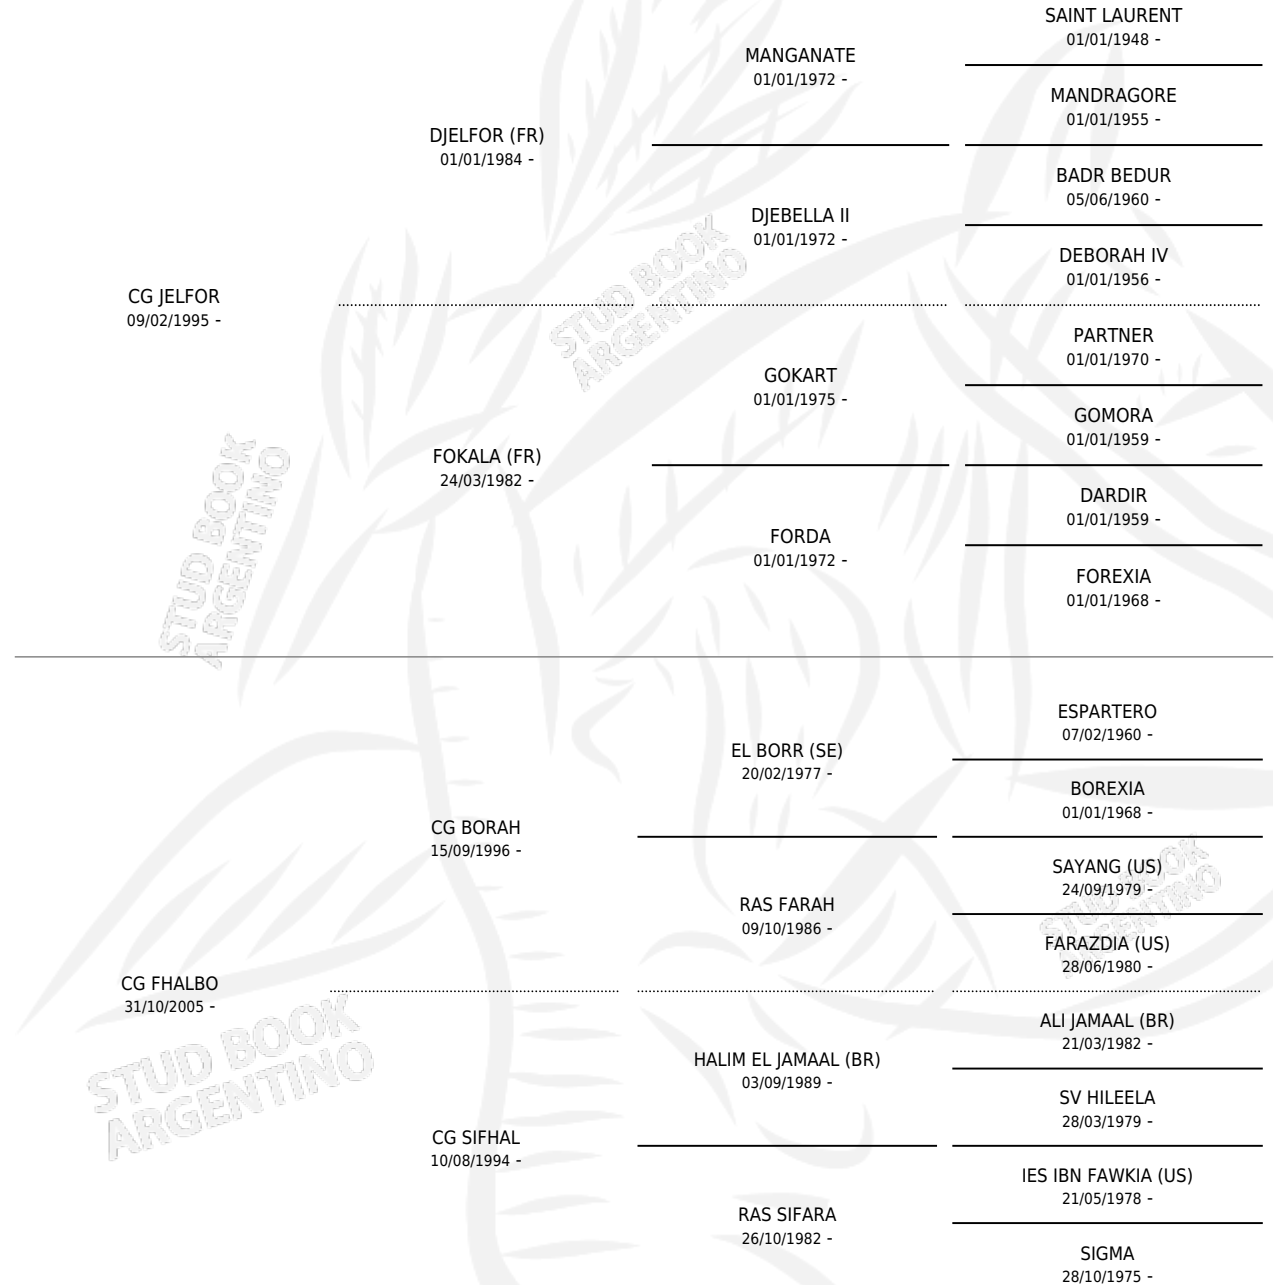 SAINT LAURENT
01/01/1948 -
MANGANATE
01/01/1972 -
MANDRAGORE
01/01/1955 -
DJELFOR (FR)
01/01/1984 -
BADR BEDUR
05/06/1960 -
DJEBELLA II
01/01/1972 -
DEBORAH IV
01/01/1956 -
CG JELFOR
09/02/1995 -
PARTNER
01/01/1970 -
GOKART
01/01/1975 -
GOMORA
01/01/1959 -
FOKALA (FR)
24/03/1982 -
DARDIR
01/01/1959 -
FORDA
01/01/1972 -
FOREXIA
01/01/1968 -
STUD BOOK
ARGENTINO
STUD BOOK
ARGENTINO
ESPARTERO
07/02/1960 -
EL BORR (SE)
20/02/1977 -
BOREXIA
01/01/1968 -
CG BORAH
15/09/1996 -
SAYANG (US)
24/09/1979 -
RAS FARAH
09/10/1986 -
FARAZDIA (US)
28/06/1980 -
CG FHALBO
31/10/2005 -
ALI JAMAAL (BR)
21/03/1982 -
HALIM EL JAMAAL (BR)
03/09/1989 -
SV HILEELA
28/03/1979 -
CG SIFHAL
10/08/1994 -
IES IBN FAWKIA (US)
21/05/1978 -
RAS SIFARA
26/10/1982 -
SIGMA
28/10/1975 -
STUD BOOK
ARGENTINO
STUD BOOK
ARGENTINO